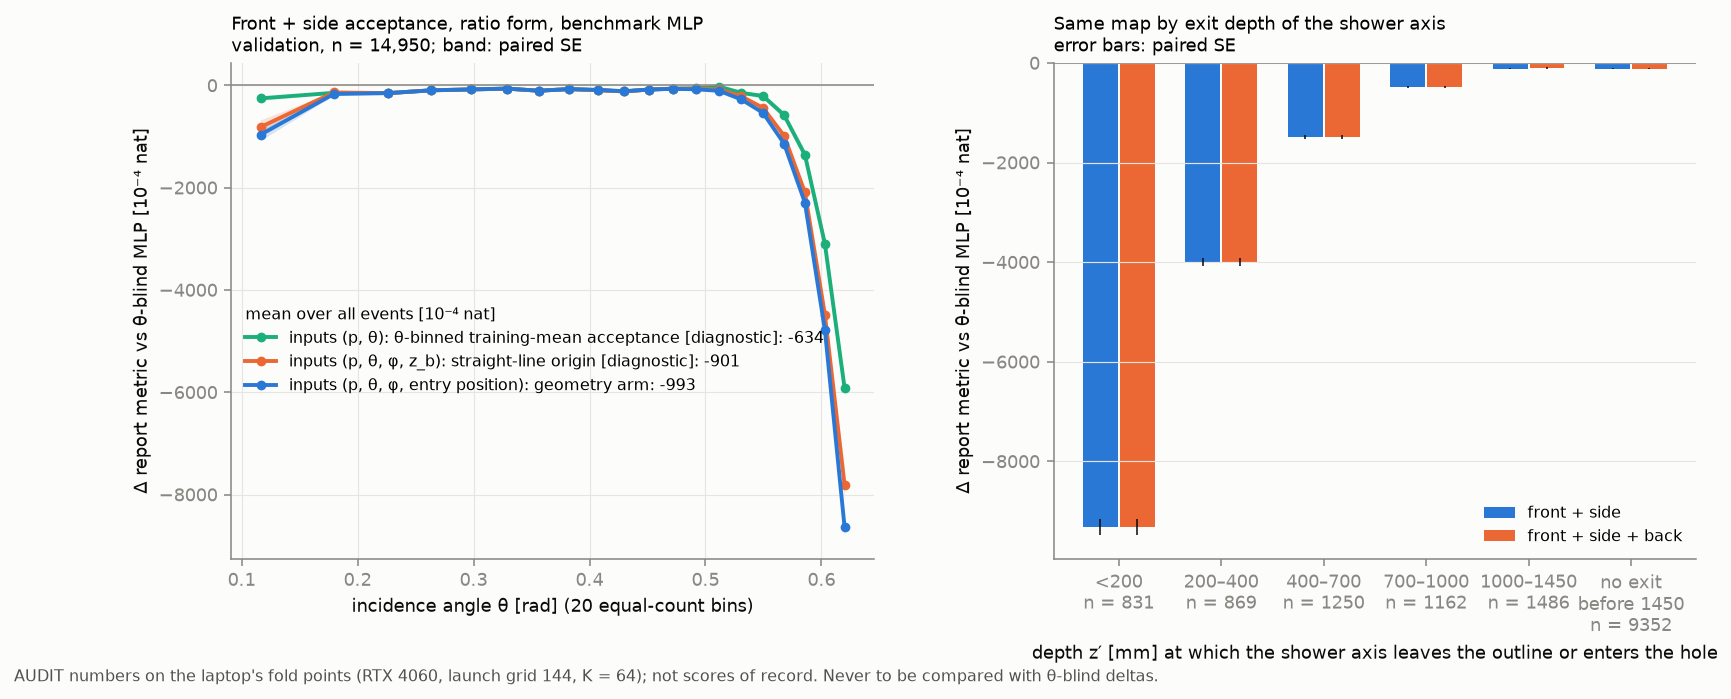 Front + side acceptance, ratio form, benchmark MLP
validation, n = 14,950; band: paired SE
Δ report metric vs θ-blind MLP [10⁻⁴ nat]
0
−2000
−4000
−6000
−8000
mean over all events [10⁻⁴ nat]
inputs (p, θ): θ-binned training-mean acceptance [diagnostic]: -634
inputs (p, θ, φ, z_b): straight-line origin [diagnostic]: -901
inputs (p, θ, φ, entry position): geometry arm: -993
0.1 0.2 0.3 0.4 0.5 0.6
incidence angle θ [rad] (20 equal-count bins)
Same map by exit depth of the shower axis
error bars: paired SE
Δ report metric vs θ-blind MLP [10⁻⁴ nat]
0
−2000
−4000
−6000
−8000
front + side
front + side + back
<200 200–400 400–700 700–1000 1000–1450 no exit
n = 831 n = 869 n = 1250 n = 1162 n = 1486 before 1450
n = 9352
depth z′ [mm] at which the shower axis leaves the outline or enters the hole
AUDIT numbers on the laptop's fold points (RTX 4060, launch grid 144, K = 64); not scores of record. Never to be compared with θ-blind deltas.